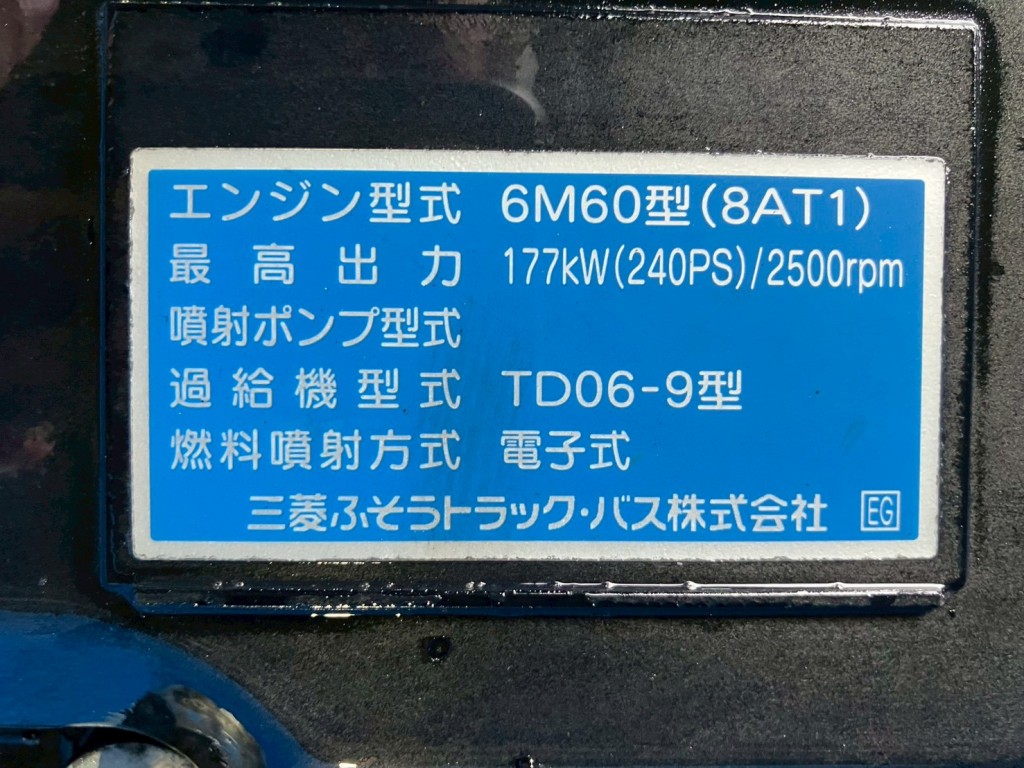 エンジン型式 6M60型(8AT1)
最高出力 177kW(240PS)/2500rpm
噴射ポンプ型式
過給機型式 TD06-9型
燃料噴射方式 電子式
三菱ふそうトラック・バス株式会社 EG